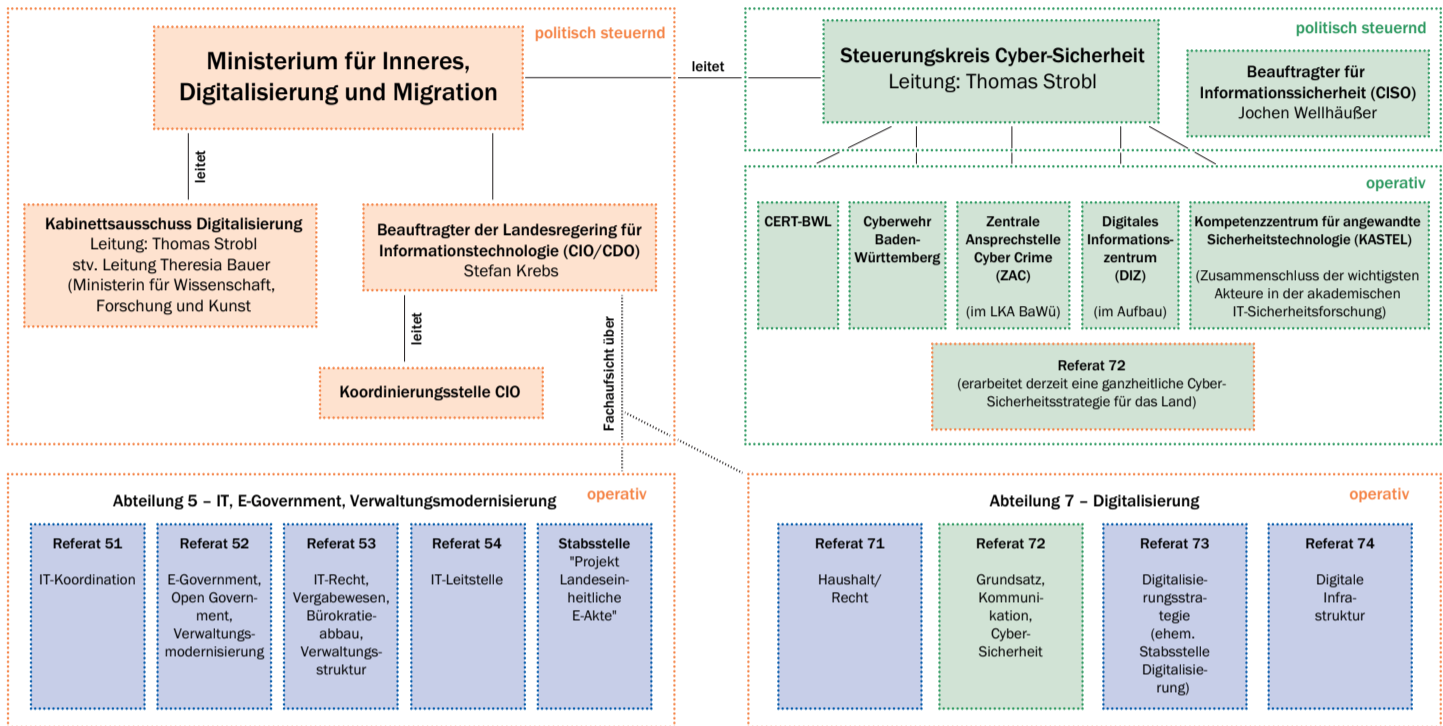 politisch steuernd
Ministerium für Inneres,
Digitalisierung und Migration
leitet
leitet
Kabinettsausschuss Digitalisierung
Leitung: Thomas Strobl
stv. Leitung Theresia Bauer
(Ministerin für Wissenschaft,
Forschung und Kunst
Beauftragter der Landesregering für
Informationstechnologie (CIO/CDO)
Stefan Krebs
leitet
Fachaufsicht über
Koordinierungsstelle CIO
politisch steuernd
Steuerungskreis Cyber-Sicherheit
Leitung: Thomas Strobl
Beauftragter für
Informationssicherheit (CISO)
Jochen Wellhäußer
operativ
CERT-BWL
Cyberwehr
Baden-
Württemberg
Zentrale
Ansprechstelle
Cyber Crime
(ZAC)
(im LKA BaWü)
Digitales
Informations-
zentrum
(DIZ)
(im Aufbau)
Kompetenzzentrum für angewandte
Sicherheitstechnologie (KASTEL)
(Zusammenschluss der wichtigsten
Akteure in der akademischen
IT-Sicherheitsforschung)
Referat 72
(erarbeitet derzeit eine ganzheitliche Cyber-
Sicherheitsstrategie für das Land)
Abteilung 5 – IT, E-Government, Verwaltungsmodernisierung
operativ
Referat 51
IT-Koordination
Referat 52
E-Government,
Open Govern-
ment,
Verwaltungs-
modernisierung
Referat 53
IT-Recht,
Vergabewesen,
Bürokratie-
abbau,
Verwaltungs-
struktur
Referat 54
IT-Leitstelle
Stabsstelle
"Projekt
Landesein-
heitliche
E-Akte"
Abteilung 7 – Digitalisierung
operativ
Referat 71
Haushalt/
Recht
Referat 72
Grundsatz,
Kommuni-
kation,
Cyber-
Sicherheit
Referat 73
Digitalisie-
rungsstra-
tegie
(ehem.
Stabsstelle
Digitalisie-
rung)
Referat 74
Digitale
Infra-
struktur